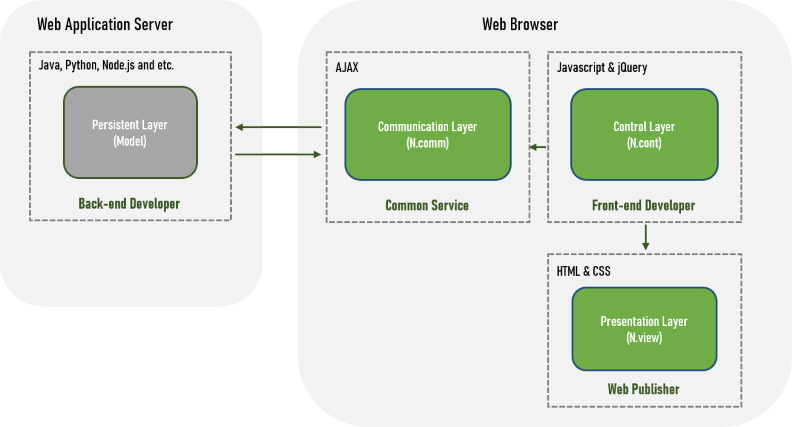 Web Application Server
Java, Python, Node.js and etc.
Persistent Layer
(Model)
Back-end Developer
Web Browser
AJAX
Communication Layer
(N.comm)
Common Service
Javascript & jQuery
Control Layer
(N.cont)
Front-end Developer
HTML & CSS
Presentation Layer
(N.view)
Web Publisher